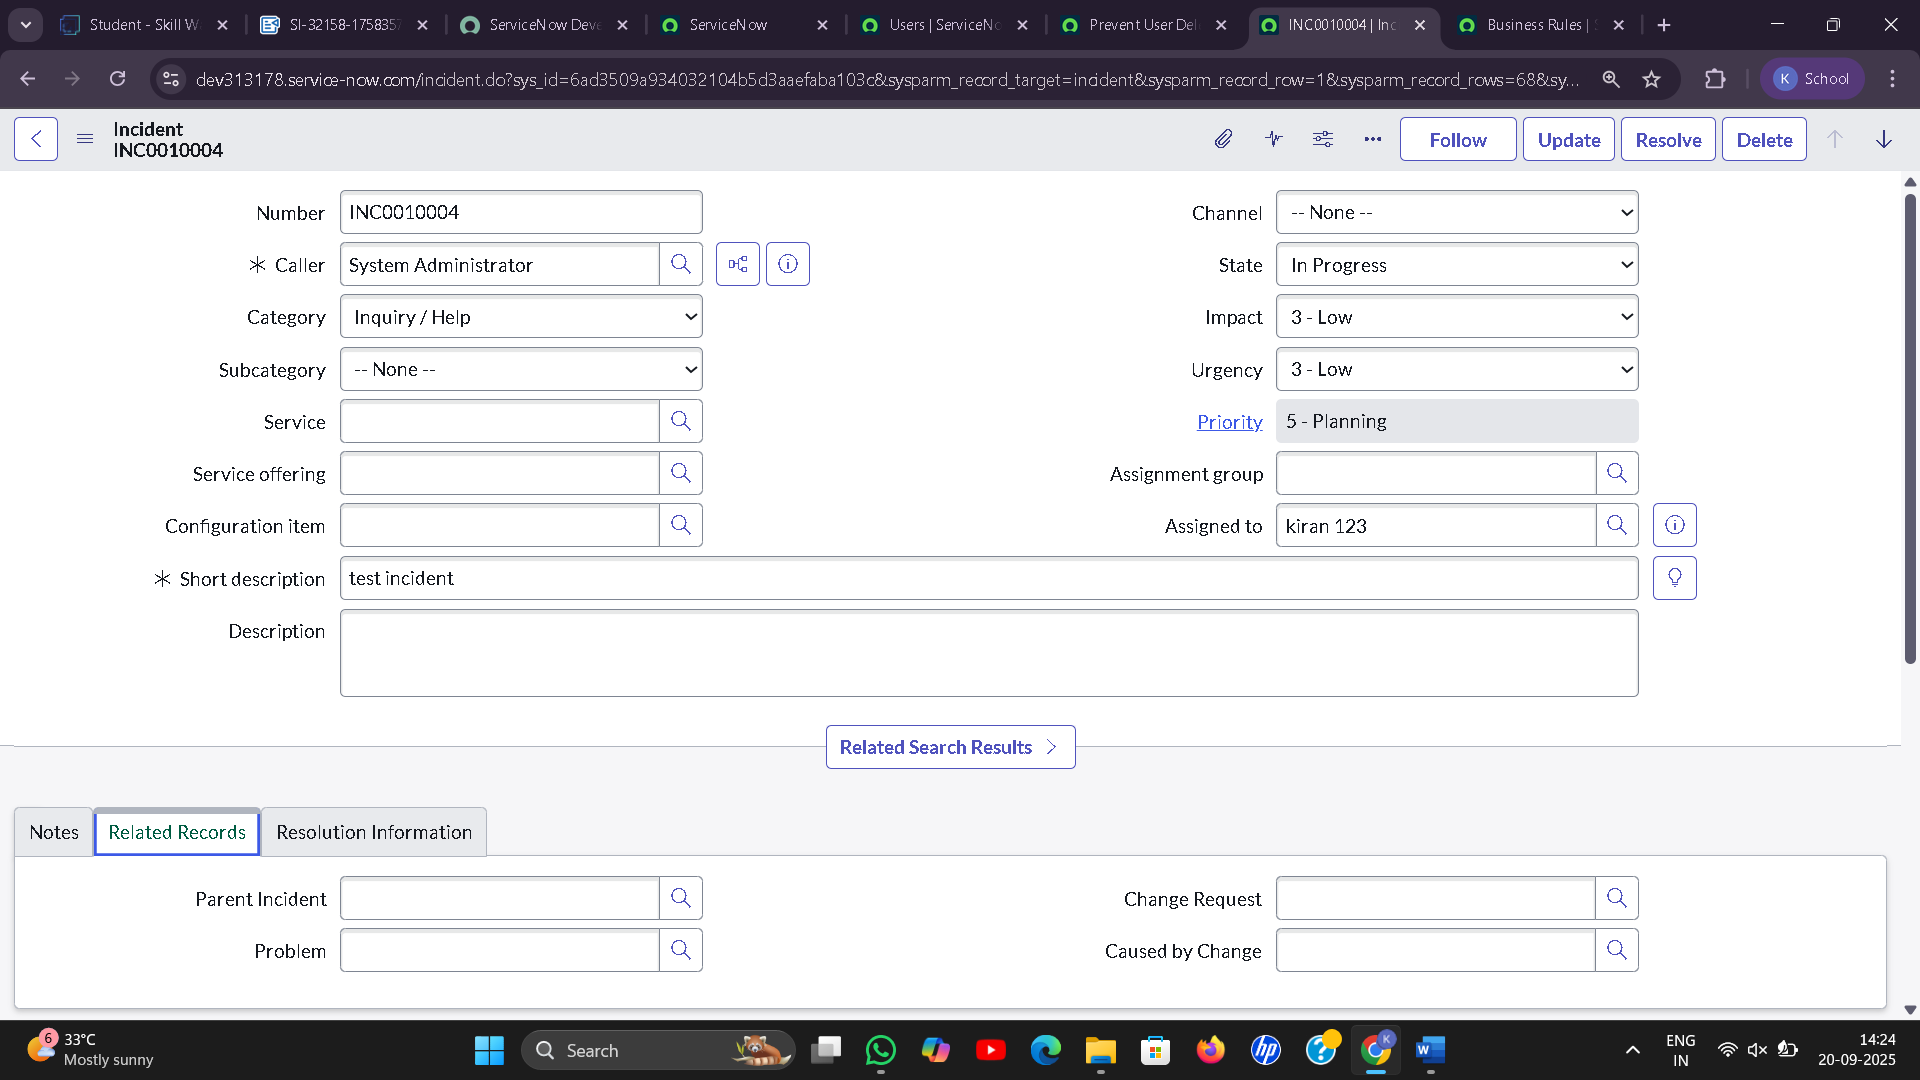 Student - Skill W
SI-32158-175835
ServiceNow Deve
ServiceNow
Users | ServiceNo
Prevent User Del
INC0010004 | Inc
Business Rules |
dev313178.service-now.com/incident.do?sys_id=6ad3509a934032104b5d3aaefaba103c&sysparm_record_target=incident&sysparm_record_row=1&sysparm_record_rows=68&sy...
K School
Incident
INC0010004
Follow
Update
Resolve
Delete
Number INC0010004
Channel -- None --
Caller System Administrator
State In Progress
Category Inquiry / Help
Impact 3 - Low
Subcategory -- None --
Urgency 3 - Low
Service
Priority 5 - Planning
Service offering
Assignment group
Configuration item
Assigned to kiran 123
Short description test incident
Description
Related Search Results
Notes
Related Records
Resolution Information
Parent Incident
Change Request
Problem
Caused by Change
6
33°C
Mostly sunny
Search
hp
?
K
W
ENG
IN
14:24
20-09-2025